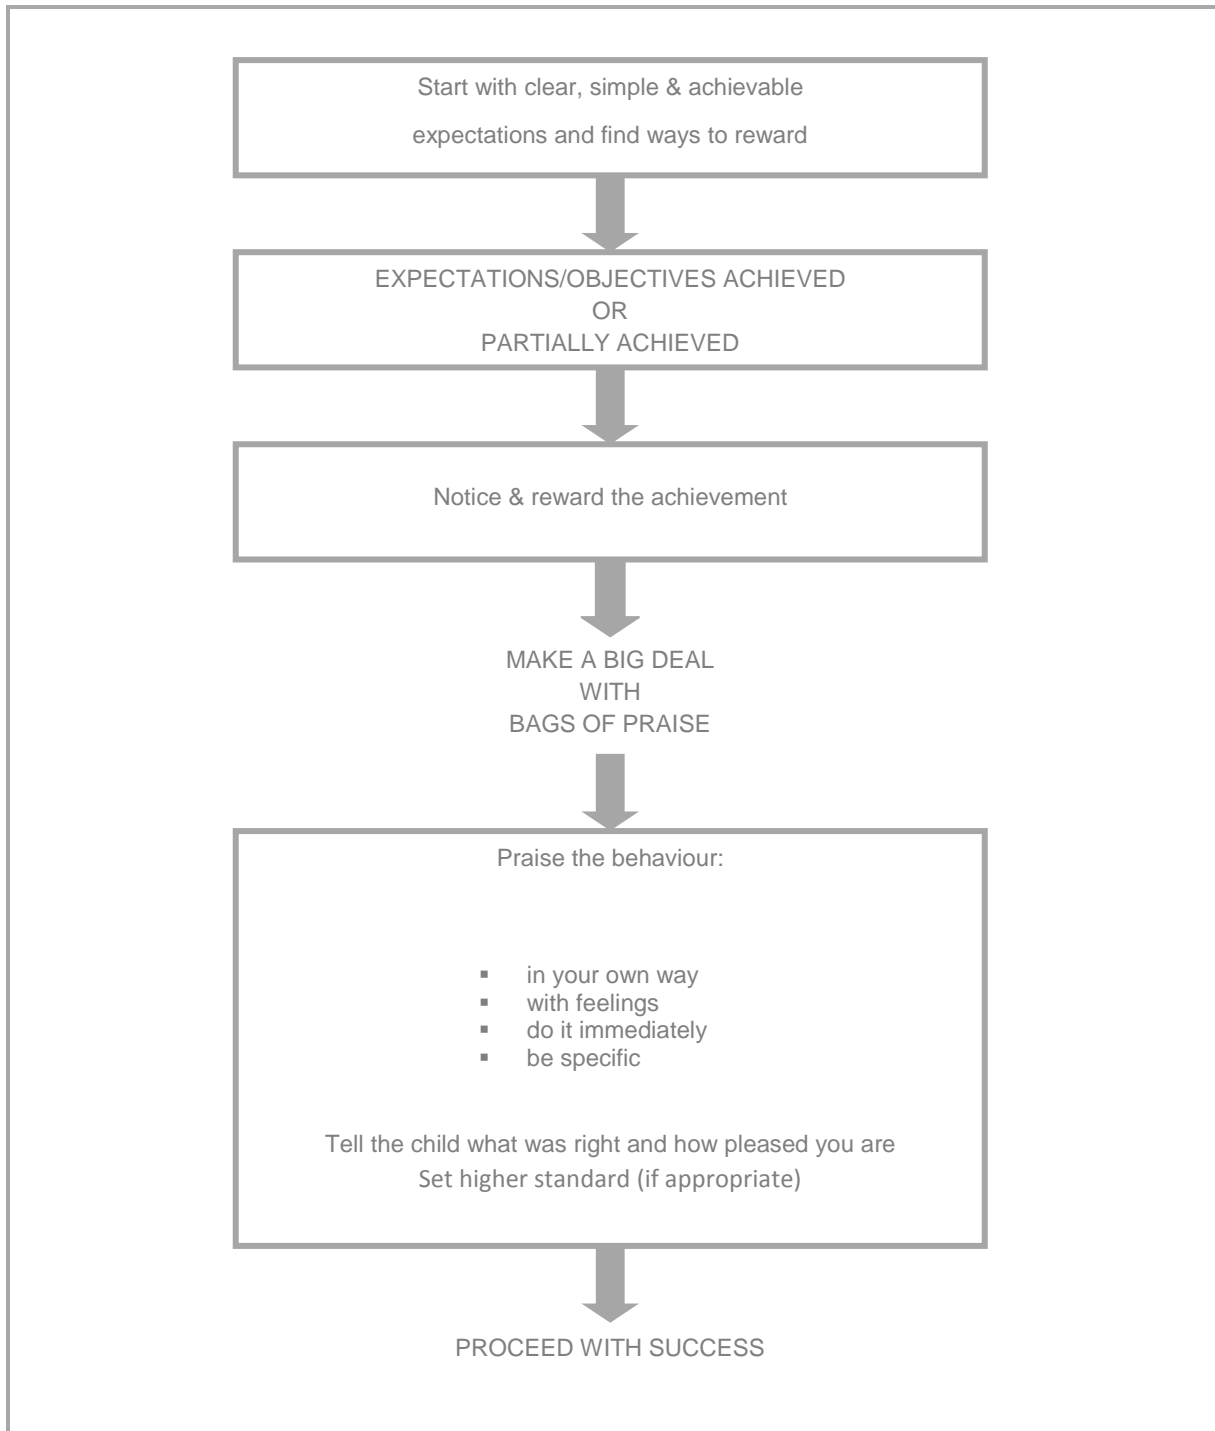 Start with clear, simple & achievable
expectations and find ways to reward
EXPECTATIONS/OBJECTIVES ACHIEVED
OR
PARTIALLY ACHIEVED
Notice & reward the achievement
MAKE A BIG DEAL
WITH
BAGS OF PRAISE
Praise the behaviour:
▪ in your own way
▪ with feelings
▪ do it immediately
▪ be specific
Tell the child what was right and how pleased you are
Set higher standard (if appropriate)
PROCEED WITH SUCCESS